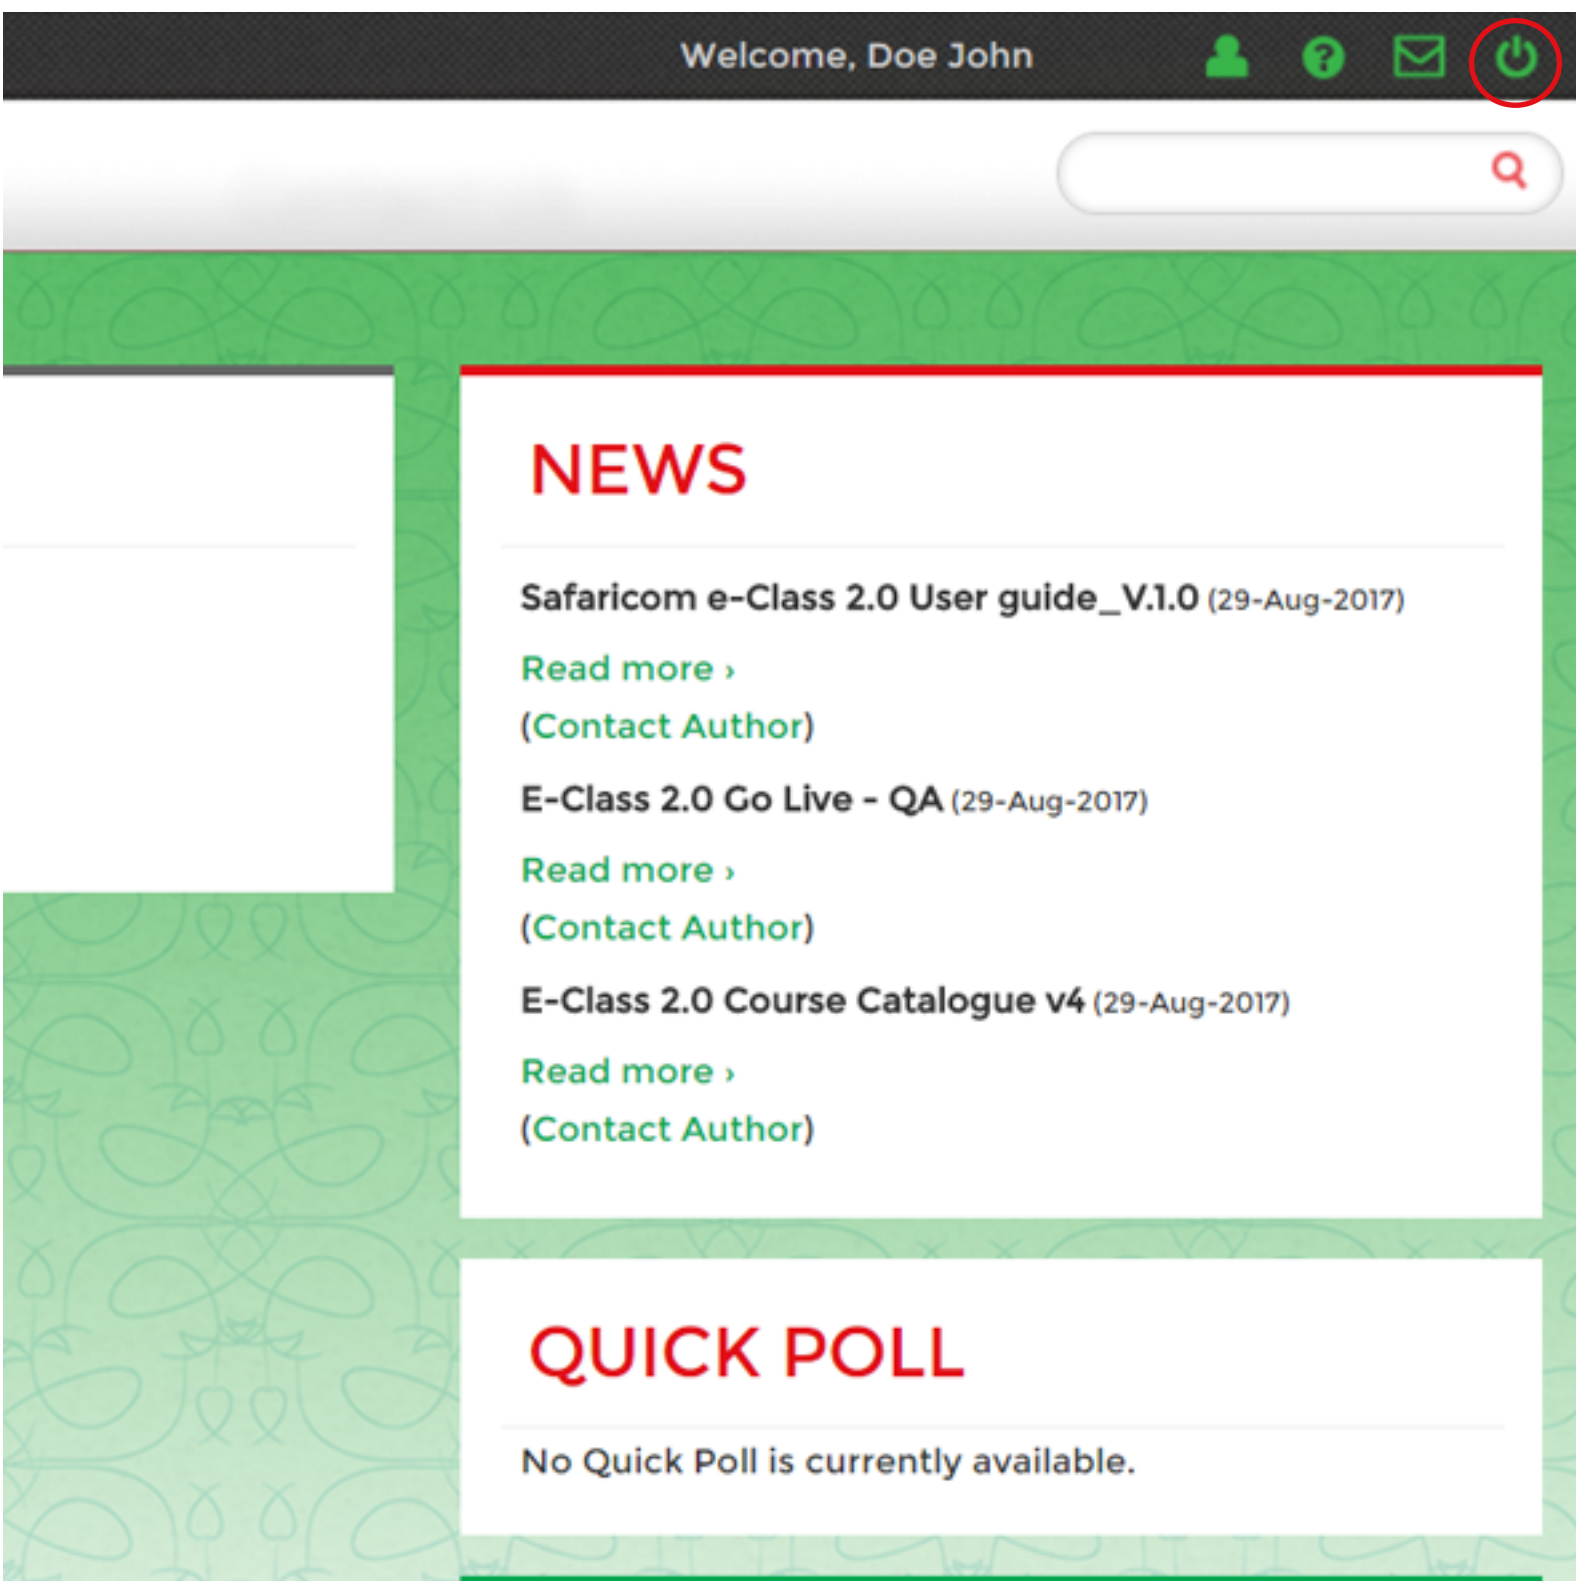 Welcome, Doe John
NEWS
Safaricom e-Class 2.0 User guide_V.1.0 (29-Aug-2017)
Read more ›
(Contact Author)
E-Class 2.0 Go Live - QA (29-Aug-2017)
Read more ›
(Contact Author)
E-Class 2.0 Course Catalogue v4 (29-Aug-2017)
Read more ›
(Contact Author)
QUICK POLL
No Quick Poll is currently available.